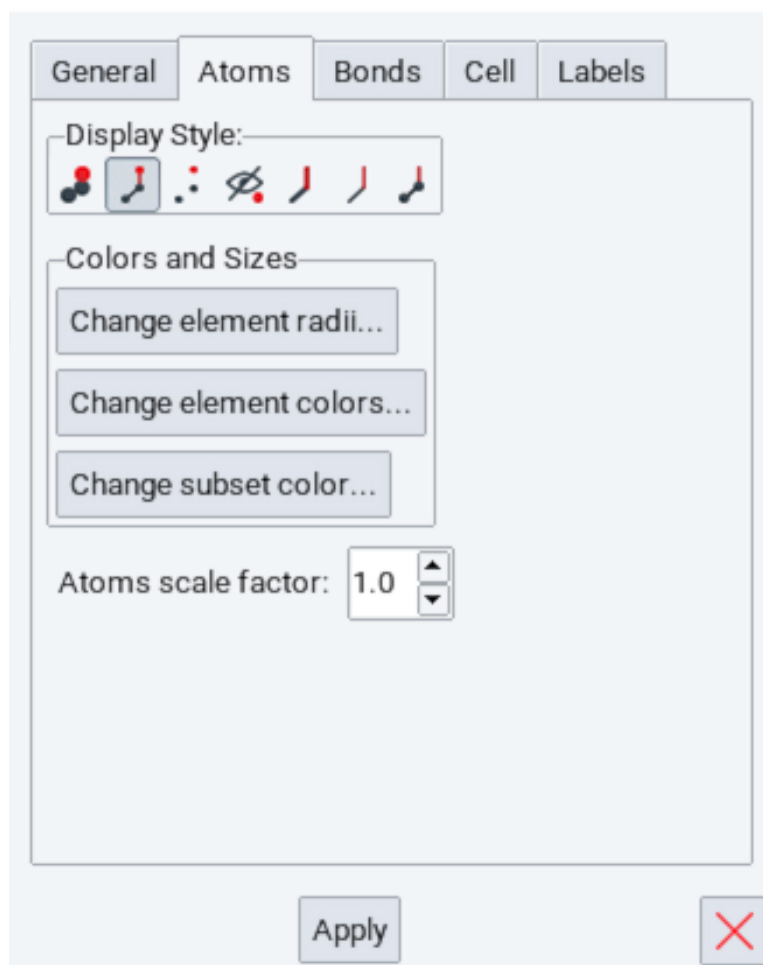 General Atoms Bonds Cell Labels
Display Style:
Colors and Sizes
Change element radii...
Change element colors...
Change subset color...
Atoms scale factor: 1.0
Apply